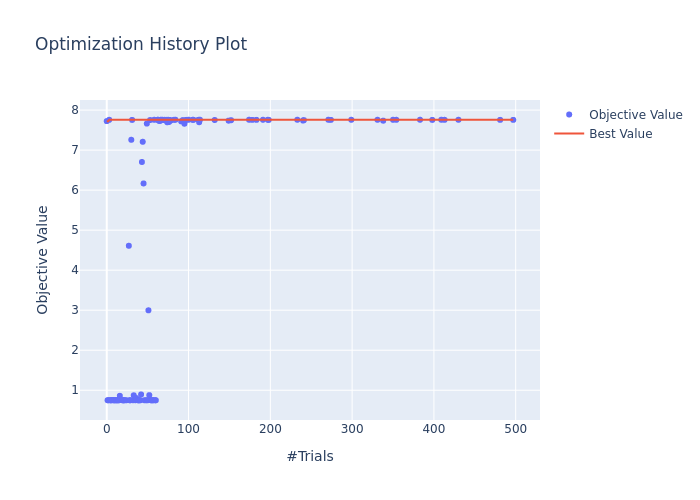 Optimization History Plot
8
7
6
5
4
3
2
1
Objective Value
0
100
200
300
400
500
#Trials
Objective Value
Best Value